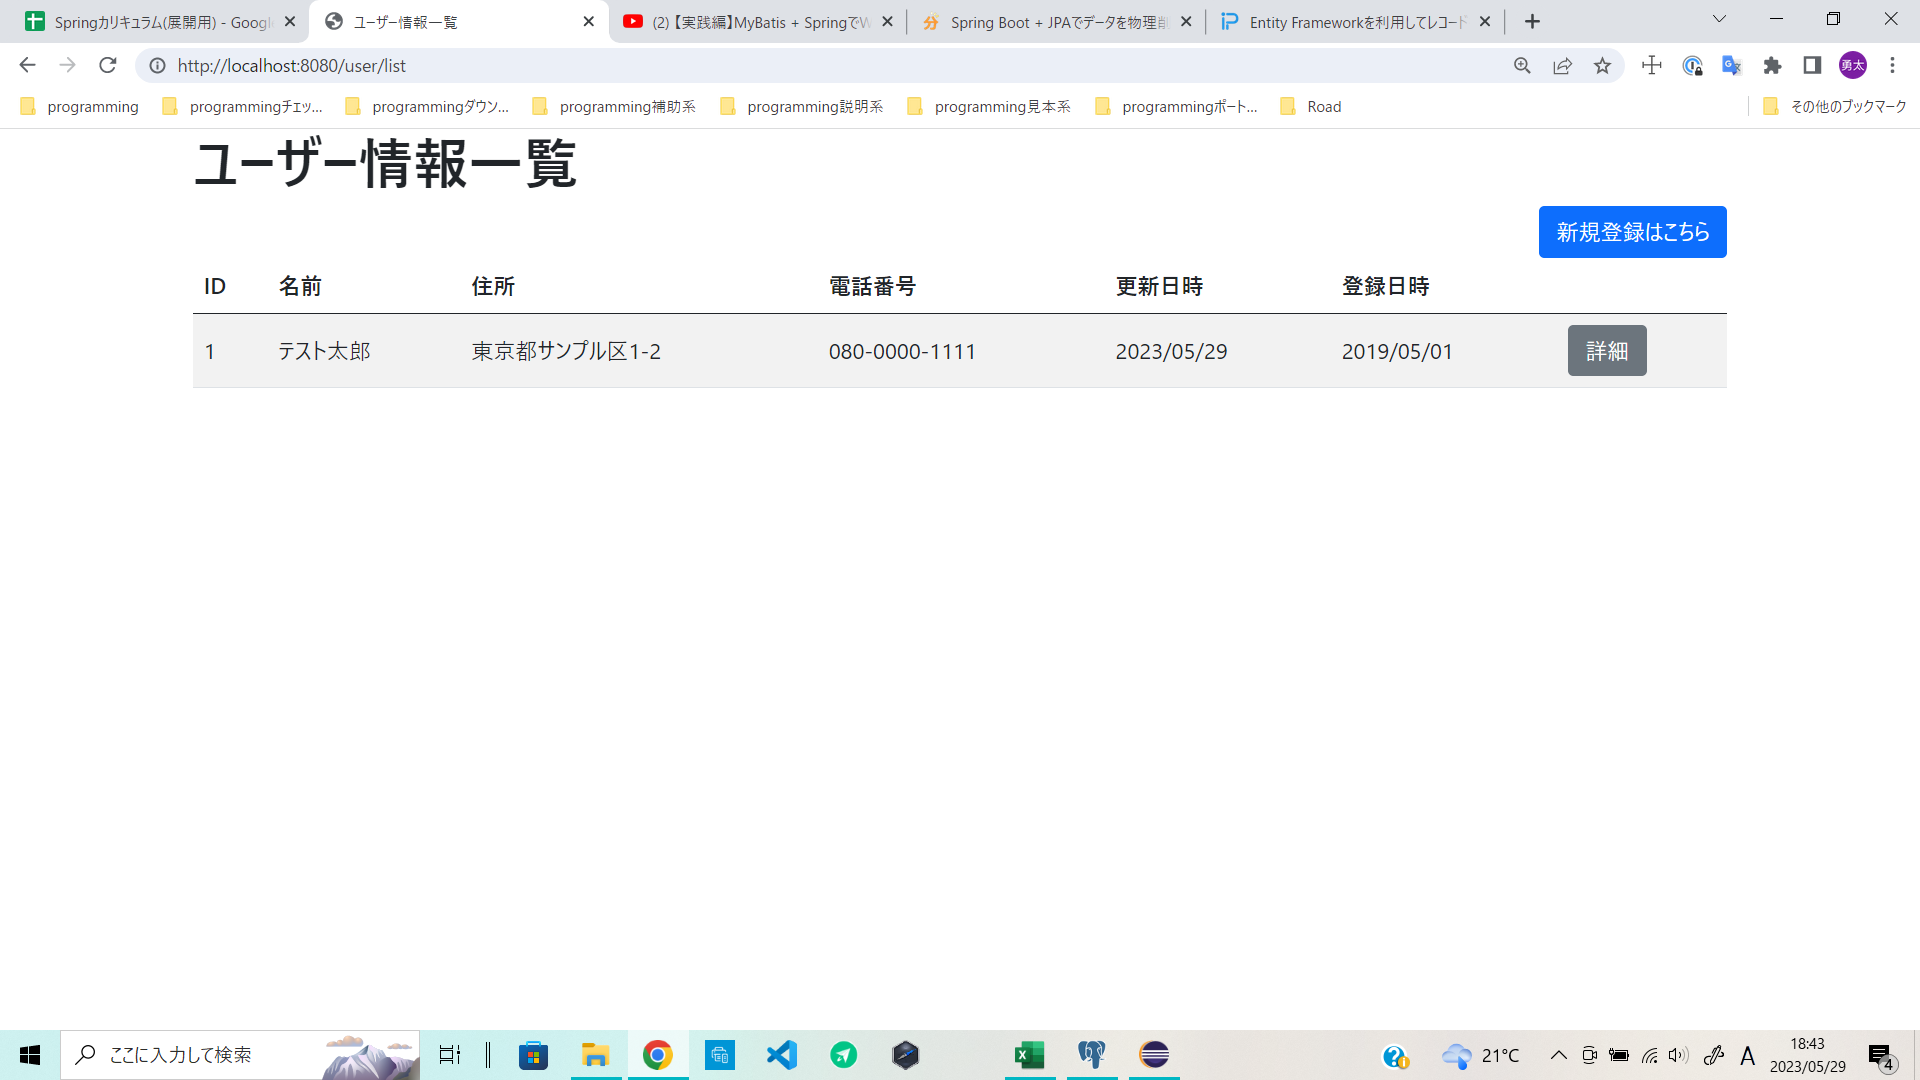 Springカリキュラム(展開用) - Googl
ユーザー情報一覧
(2) 【実践編】MyBatis + SpringでW
Spring Boot + JPAでデータを物理削
Entity Frameworkを利用してレコード
http://localhost:8080/user/list
勇太
programming
programmingチェッ...
programmingダウン...
programming補助系
programming説明系
programming見本系
programmingポート...
Road
その他のブックマーク
ユーザー情報一覧
新規登録はこちら
ID 名前 住所 電話番号 更新日時 登録日時
1 テスト太郎 東京都サンプル区1-2 080-0000-1111 2023/05/29 2019/05/01 詳細
ここに入力して検索
21°C
A
18:43
2023/05/29
4